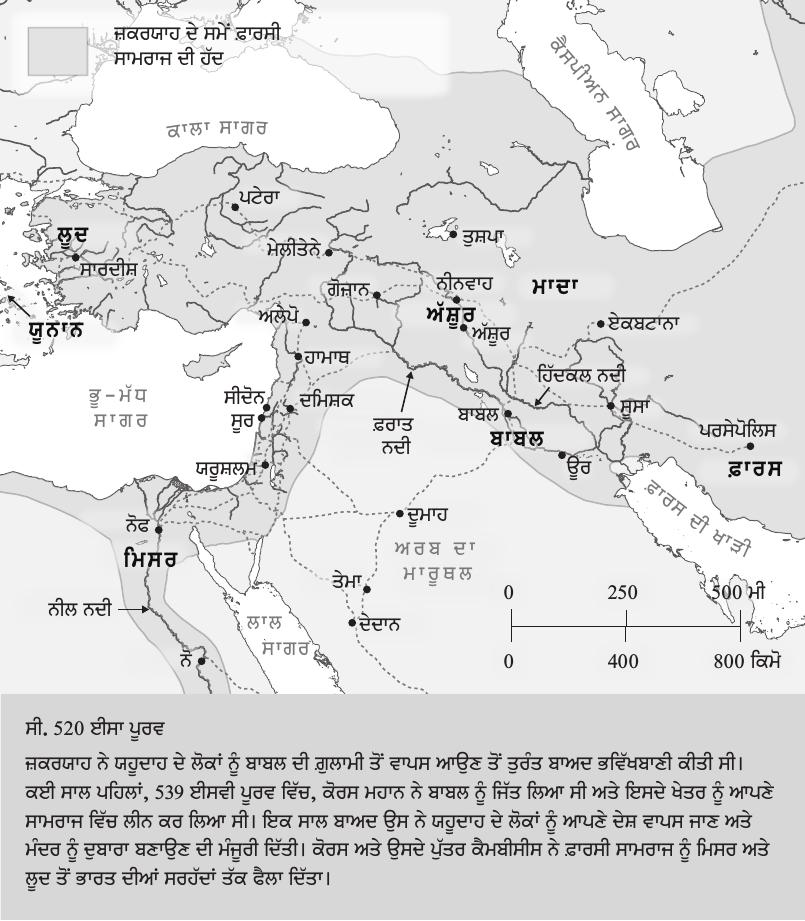 ਜ਼ਕਰਯਾਹ ਦੇ ਸਮੇਂ ਫ਼ਾਰਸੀ
ਸਾਮਰਾਜ ਦੀ ਹੱਦ
ਕਾਲਾ ਸਾਗਰ
ਕੈਸਪੀਅਨ ਸਾਗਰ
ਪਟੇਰਾ
ਲੂਦ
ਸਾਰਦੀਸ਼
ਯੂਨਾਨ
ਮੇਲੀਤੇਨੇ
ਤੁਸ਼ਪਾ
ਗੋਜ਼ਾਨ
ਨੀਨਵਾਹ
ਮਾਦਾ
ਅੱਸ਼ੂਰ
ਅੱਸ਼ੂਰ
ਅਲੇਪੋ
ਏਕਬਟਾਨਾ
ਹਾਮਾਥ
ਭੂ-ਮੱਧ
ਸਾਗਰ
ਸੀਦੋਨ
ਦਮਿਸ਼ਕ
ਸੂਰ
ਫ਼ਰਾਤ
ਨਦੀ
ਹਿੱਦਕਲ ਨਦੀ
ਬਾਬਲ
ਬਾਬਲ
ਸੂਸਾ
ਪਰਸੇਪੋਲਿਸ
ਫ਼ਾਰਸ
ਊਰ
ਯਰੂਸ਼ਲਮ
ਫ਼ਾਰਸ ਦੀ ਖਾੜੀ
ਨੋਫ
ਮਿਸਰ
ਦੂਮਾਹ
ਅਰਬ ਦਾ
ਮਾਰੂਥਲ
ਤੇਮਾ
ਦੇਦਾਨ
ਨੀਲ ਨਦੀ
ਲਾਲ
ਸਾਗਰ
ਨੋ
0 250 500 ਮੀ
0 400 800 ਕਿਮੋ
ਸੀ. 520 ਈਸਾ ਪੂਰਵ
ਜ਼ਕਰਯਾਹ ਨੇ ਯਹੂਦਾਹ ਦੇ ਲੋਕਾਂ ਨੂੰ ਬਾਬਲ ਦੀ ਗ਼ੁਲਾਮੀ ਤੋਂ ਵਾਪਸ ਆਉਣ ਤੋਂ ਤੁਰੰਤ ਬਾਅਦ ਭਵਿੱਖਬਾਣੀ ਕੀਤੀ ਸੀ।
ਕਈ ਸਾਲ ਪਹਿਲਾਂ, 539 ਈਸਵੀ ਪੂਰਵ ਵਿੱਚ, ਕੋਰਸ ਮਹਾਨ ਨੇ ਬਾਬਲ ਨੂੰ ਜਿੱਤ ਲਿਆ ਸੀ ਅਤੇ ਇਸਦੇ ਖੇਤਰ ਨੂੰ ਆਪਣੇ
ਸਾਮਰਾਜ ਵਿੱਚ ਲੀਨ ਕਰ ਲਿਆ ਸੀ। ਇਕ ਸਾਲ ਬਾਅਦ ਉਸ ਨੇ ਯਹੂਦਾਹ ਦੇ ਲੋਕਾਂ ਨੂੰ ਆਪਣੇ ਦੇਸ਼ ਵਾਪਸ ਜਾਣ ਅਤੇ
ਮੰਦਰ ਨੂੰ ਦੁਬਾਰਾ ਬਣਾਉਣ ਦੀ ਮੰਜੂਰੀ ਦਿੱਤੀ। ਕੋਰਸ ਅਤੇ ਉਸਦੇ ਪੁੱਤਰ ਕੈਮਬੀਸੀਸ ਨੇ ਫ਼ਾਰਸੀ ਸਾਮਰਾਜ ਨੂੰ ਮਿਸਰ ਅਤੇ
ਲੂਦ ਤੋਂ ਭਾਰਤ ਦੀਆਂ ਸਰਹੱਦਾਂ ਤੱਕ ਫੈਲਾ ਦਿੱਤਾ।